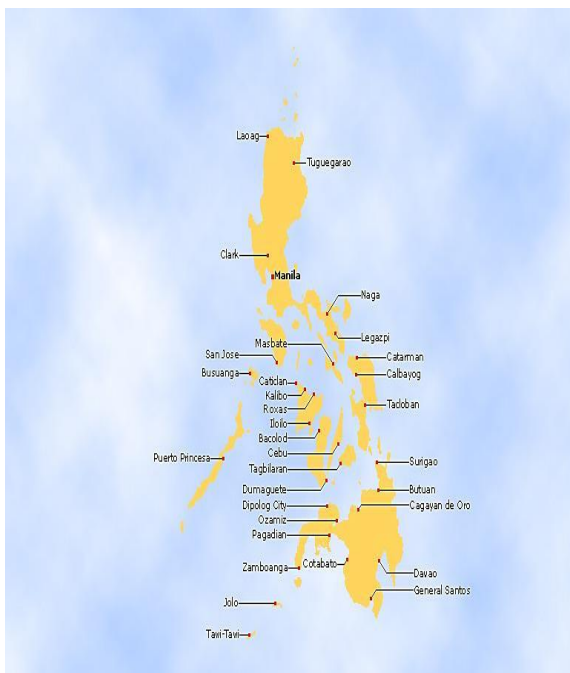 Laoag
Tuguegarao
Clark
Manila
Naga
Legazpi
Masbate
San Jose
Catarman
Busuanga
Calbayog
Caticlan
Kalibo
Roxas
Tacloban
Iloilo
Bacolod
Cebu
Puerto Princesa
Surigao
Tagbilaran
Dumaguete
Butuan
Dipolog City
Cagayan de Oro
Ozamiz
Pagadian
Cotabato
Zamboanga
Davao
General Santos
Jolo
Tawi-Tawi